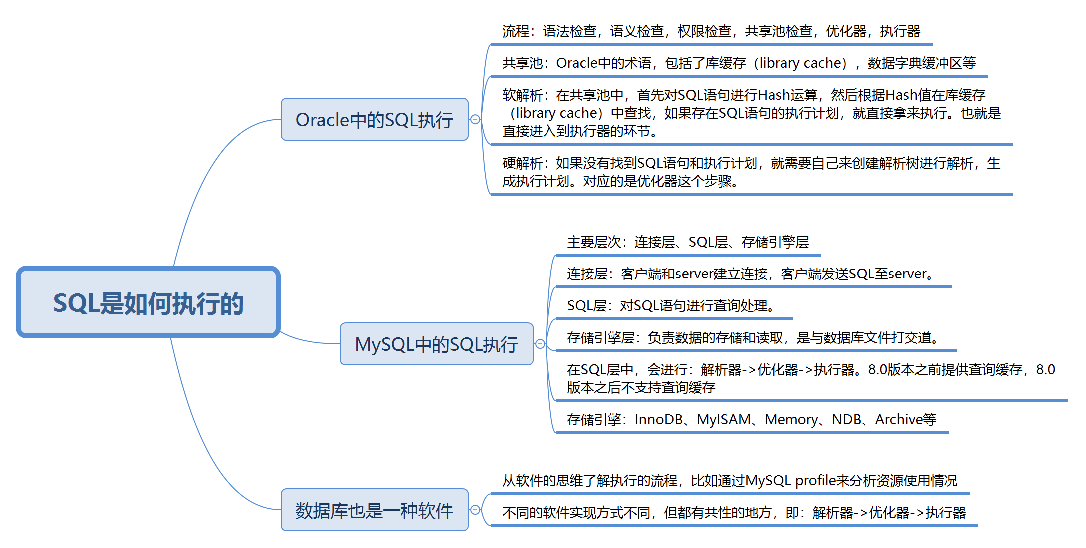 SQL是如何执行的
Oracle中的SQL执行
流程：语法检查，语义检查，权限检查，共享池检查，优化器，执行器
共享池：Oracle中的术语，包括了库缓存（library cache），数据字典缓冲区等
软解析：在共享池中，首先对SQL语句进行Hash运算，然后根据Hash值在库缓存
（library cache）中查找，如果存在SQL语句的执行计划，就直接拿来执行。也就是
直接进入到执行器的环节。
硬解析：如果没有找到SQL语句和执行计划，就需要自己来创建解析树进行解析，生
成执行计划。对应的是优化器这个步骤。
MySQL中的SQL执行
主要层次：连接层、SQL层、存储引擎层
连接层：客户端和server建立连接，客户端发送SQL至server。
SQL层：对SQL语句进行查询处理。
存储引擎层：负责数据的存储和读取，是与数据库文件打交道。
在SQL层中，会进行：解析器->优化器->执行器。8.0版本之前提供查询缓存，8.0
版本之后不支持查询缓存
存储引擎：InnoDB、MyISAM、Memory、NDB、Archive等
数据库也是一种软件
从软件的思维了解执行的流程，比如通过MySQL profile来分析资源使用情况
不同的软件实现方式不同，但都有共性的地方，即：解析器->优化器->执行器